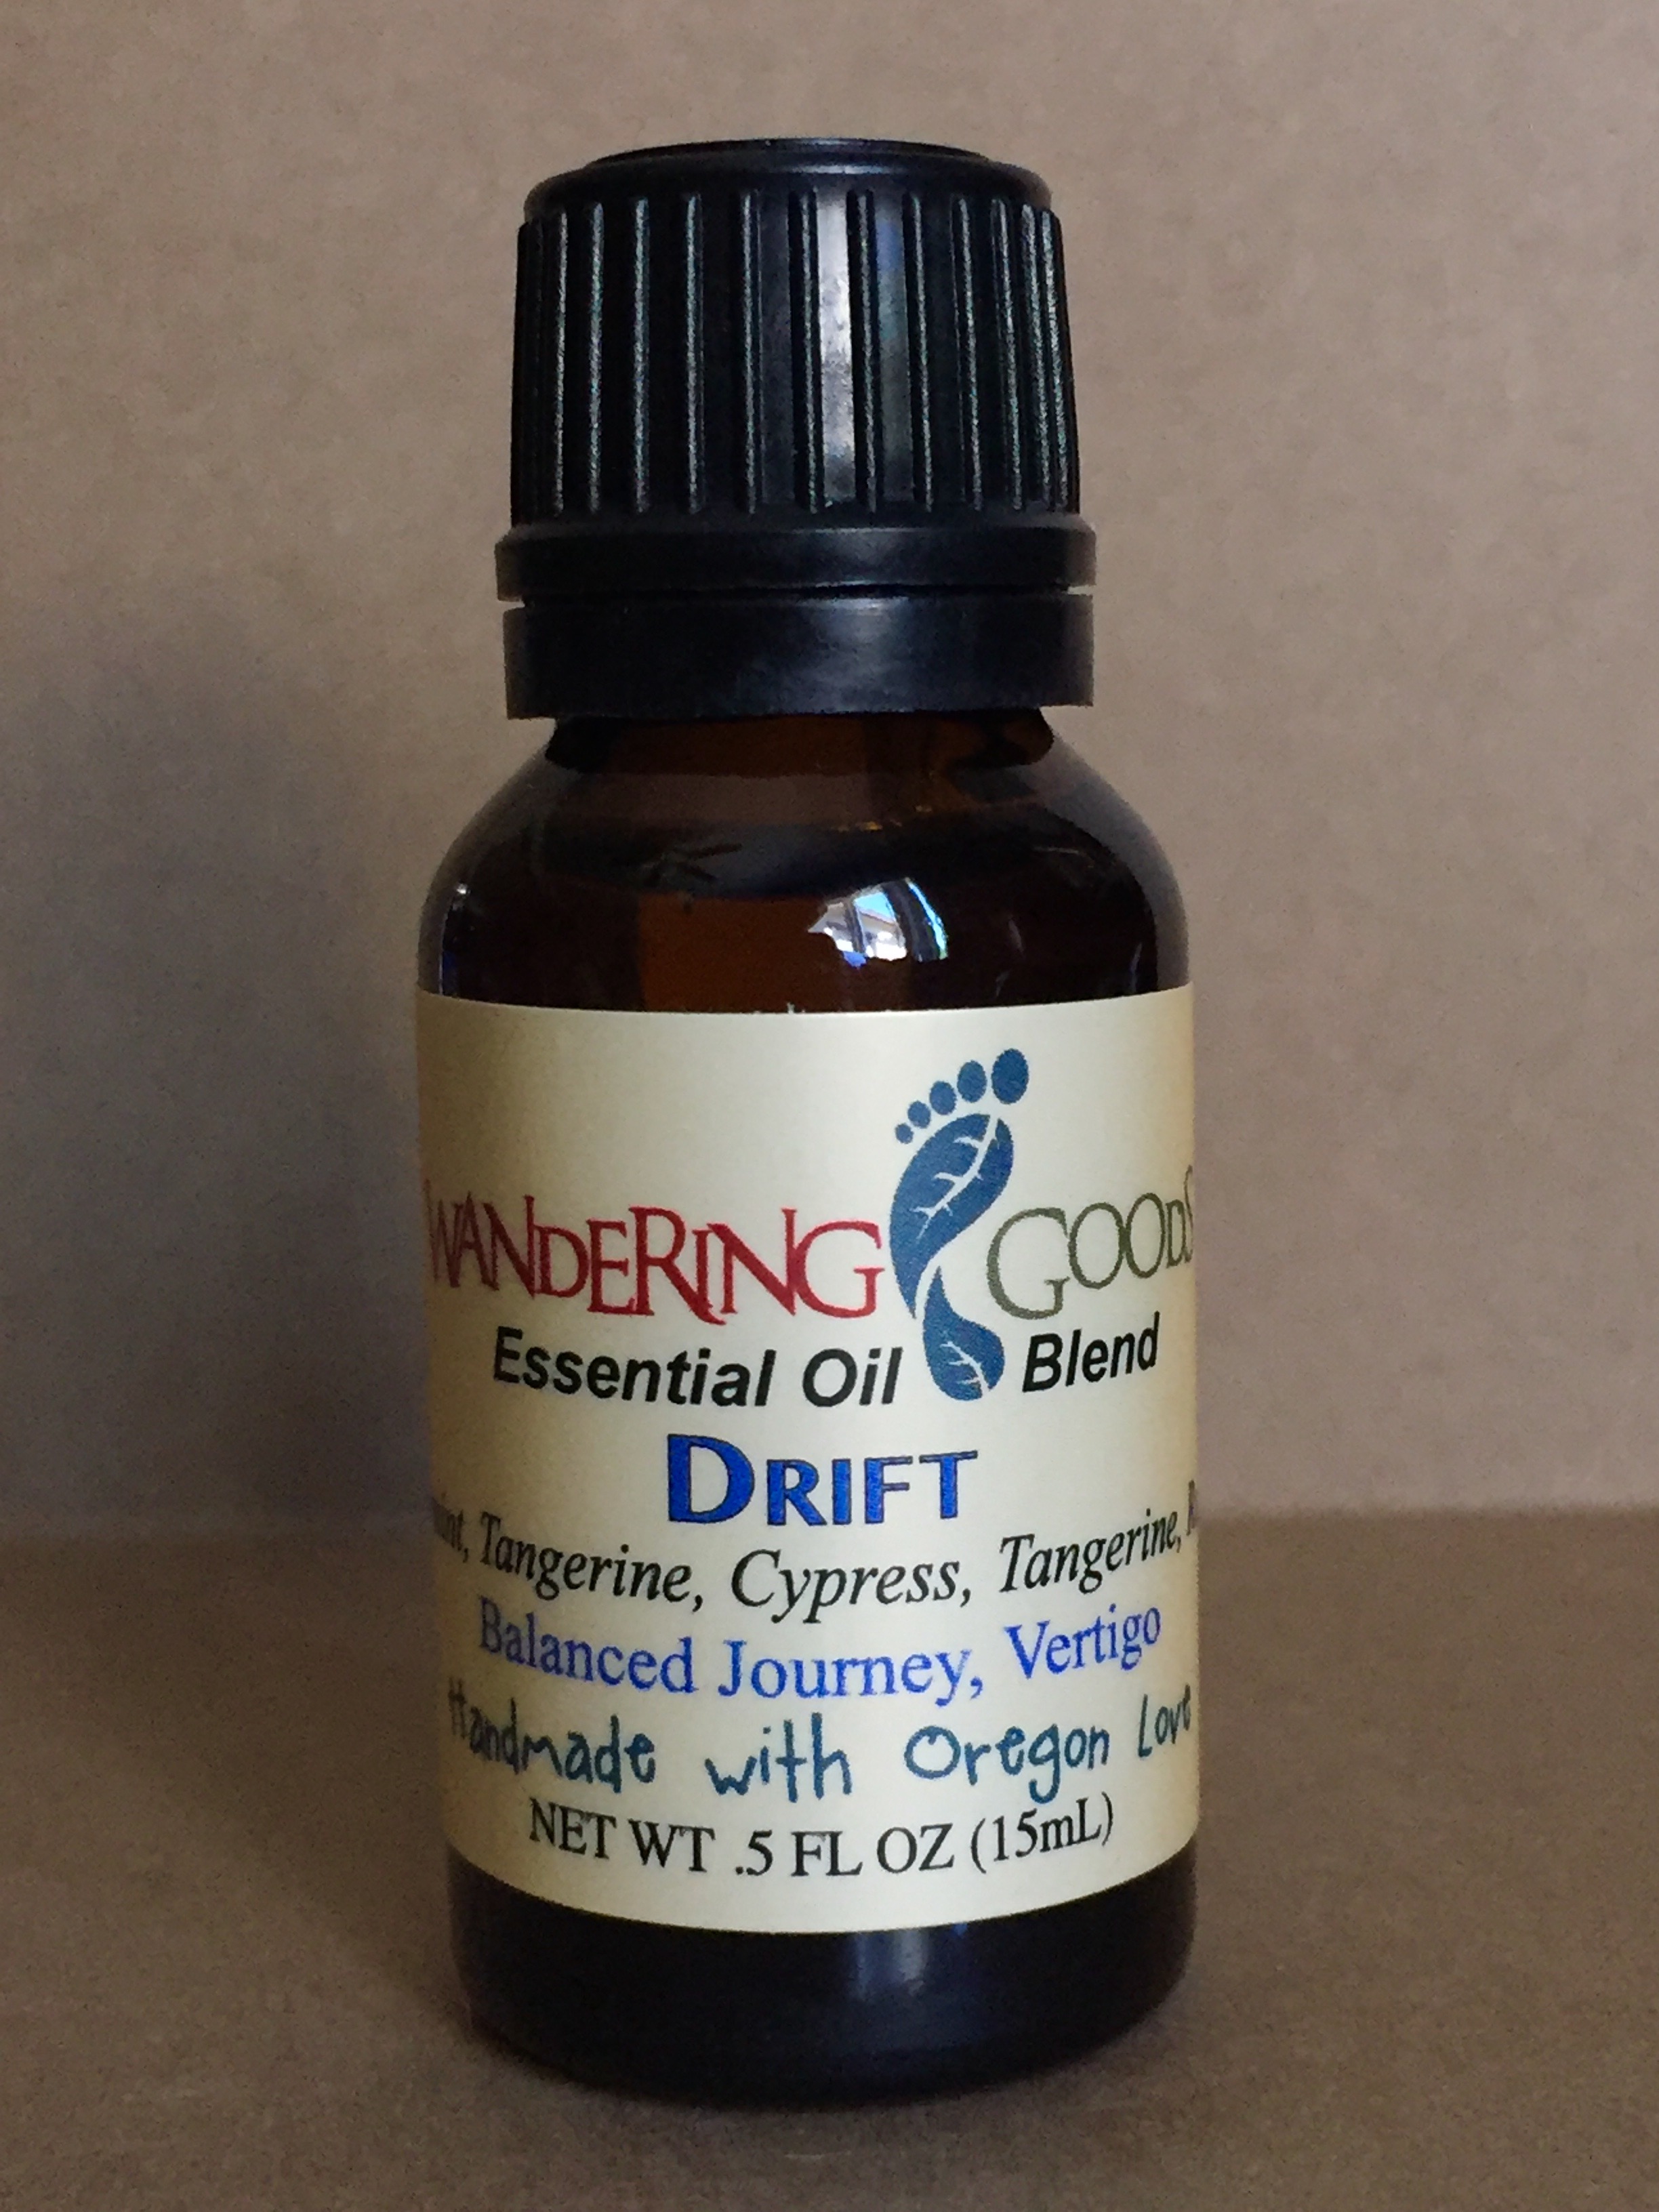 WANDERING GOODS
Essential Oil Blend
DRIFT
Tangerine, Cypress, Tangerine,
Balanced Journey, Vertigo
Handmade with Oregon Love
NET WT .5 FL OZ (15mL)